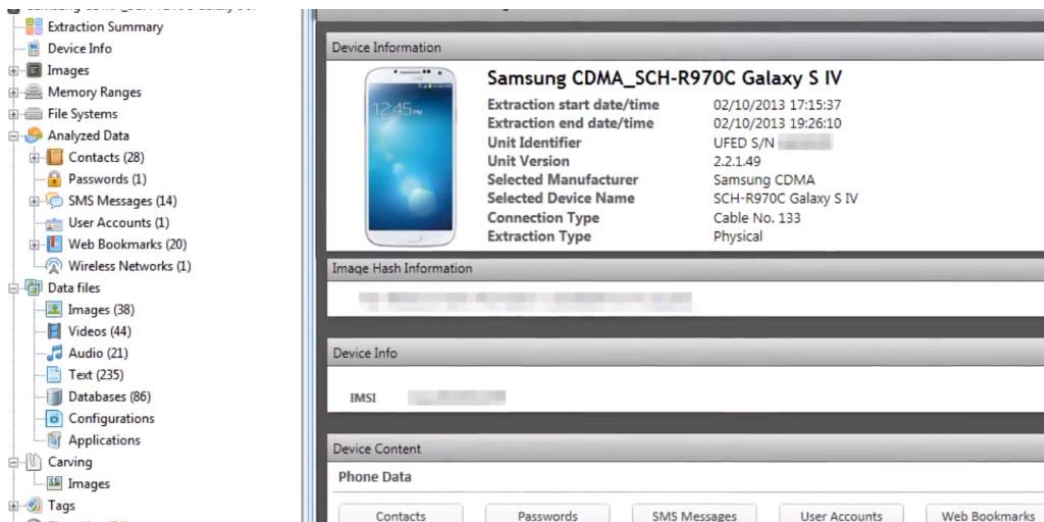 Extraction Summary
Device Info
Images
Memory Ranges
File Systems
Analyzed Data
Contacts (28)
Passwords (1)
SMS Messages (14)
User Accounts (1)
Web Bookmarks (20)
Wireless Networks (1)
Data files
Images (38)
Videos (44)
Audio (21)
Text (235)
Databases (86)
Configurations
Applications
Carving
Images
Tags
Device Information
12:45
Samsung CDMA_SCH-R970C Galaxy S IV
Extraction start date/time 02/10/2013 17:15:37
Extraction end date/time 02/10/2013 19:26:10
Unit Identifier UFED S/N
Unit Version 2.2.1.49
Selected Manufacturer Samsung CDMA
Selected Device Name SCH-R970C Galaxy S IV
Connection Type Cable No. 133
Extraction Type Physical
Image Hash Information
Device Info
IMSI
Device Content
Phone Data
Contacts Passwords SMS Messages User Accounts Web Bookmarks